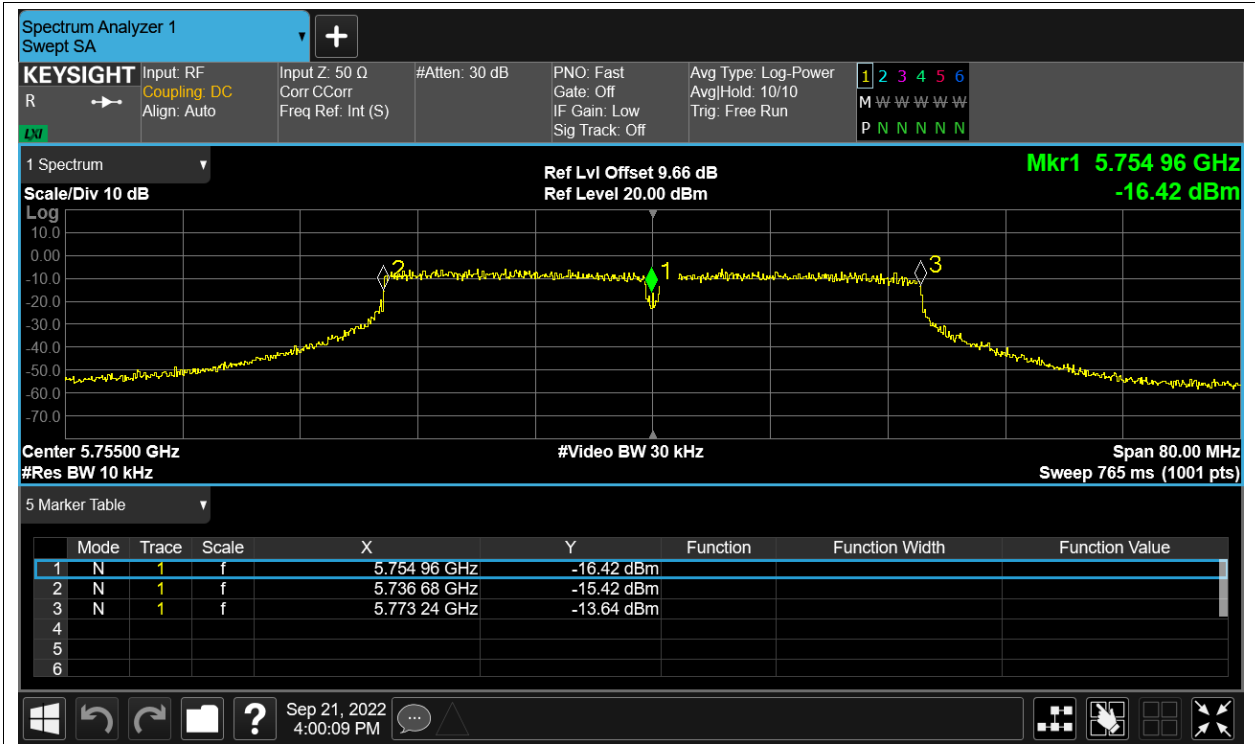 Spectrum Analyzer 1
Swept SA
KEYSIGHT
R
LXI
Input: RF
Coupling: DC
Align: Auto
Input Z: 50 Ω
Corr CCorr
Freq Ref: Int (S)
#Atten: 30 dB
PNO: Fast
Gate: Off
IF Gain: Low
Sig Track: Off
Avg Type: Log-Power
Avg|Hold: 10/10
Trig: Free Run
1 2 3 4 5 6
M W W W W W
P N N N N N
1 Spectrum
Scale/Div 10 dB
Ref Lvl Offset 9.66 dB
Ref Level 20.00 dBm
Mkr1 5.754 96 GHz
-16.42 dBm
Log
10.0
0.00
-10.0
-20.0
-30.0
-40.0
-50.0
-60.0
-70.0
2
1
3
Center 5.75500 GHz
#Res BW 10 kHz
#Video BW 30 kHz
Span 80.00 MHz
Sweep 765 ms (1001 pts)
5 Marker Table
Mode Trace Scale X Y Function Function Width Function Value
1 N 1 f 5.754 96 GHz -16.42 dBm
2 N 1 f 5.736 68 GHz -15.42 dBm
3 N 1 f 5.773 24 GHz -13.64 dBm
4
5
6
?
Sep 21, 2022
4:00:09 PM